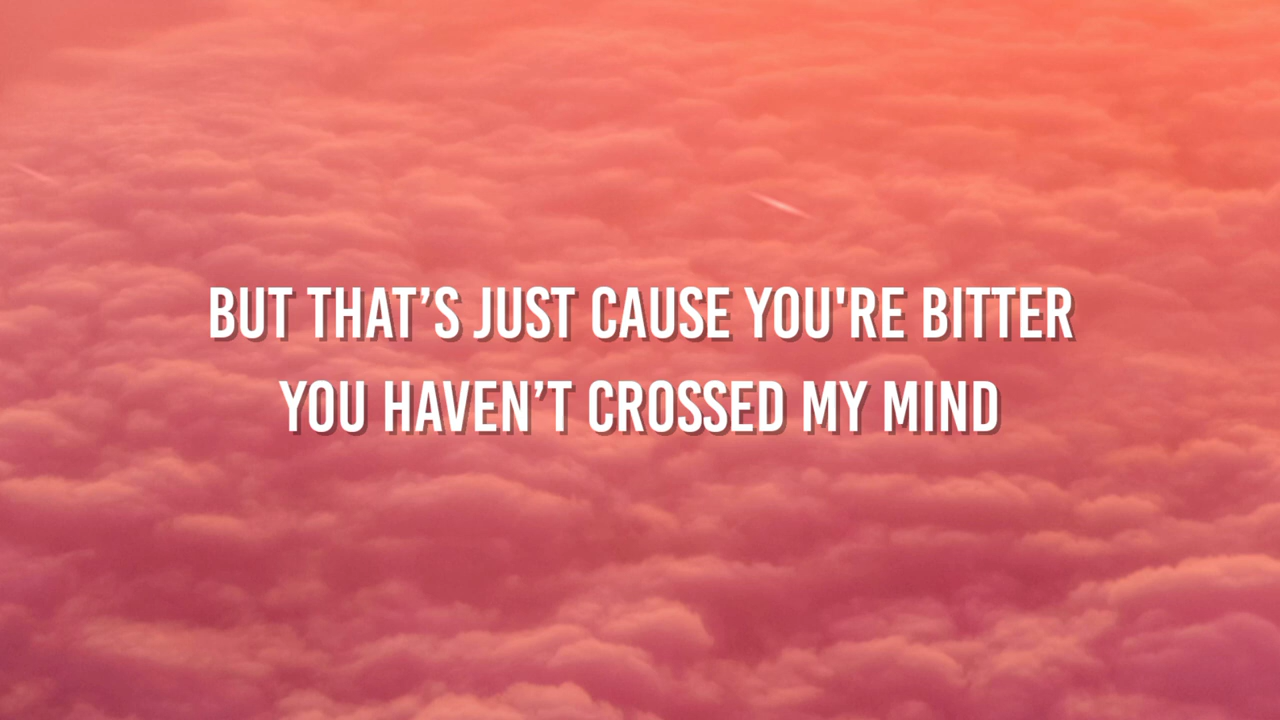 BUT THAT’S JUST CAUSE YOU'RE BITTER
YOU HAVEN’T CROSSED MY MIND